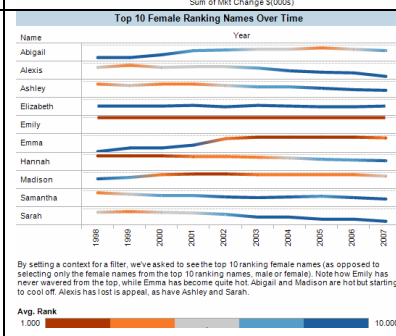 Sum of Mkt Change $(000s)
Top 10 Female Ranking Names Over Time
Name
Year
Abigail
Alexis
Ashley
Elizabeth
Emily
Emma
Hannah
Madison
Samantha
Sarah
1998
1999
2000
2001
2002
2003
2004
2005
2006
2007
By setting a context for a filter, we've asked to see the top 10 ranking female names (as opposed to
selecting only the female names from the top 10 ranking names, male or female). Note how Emily has
never wavered from the top, while Emma has become quite hot. Abigail and Madison are hot but starting
to cool off. Alexis has lost is appeal, as have Ashley and Sarah.
Avg. Rank
1.000
10.000